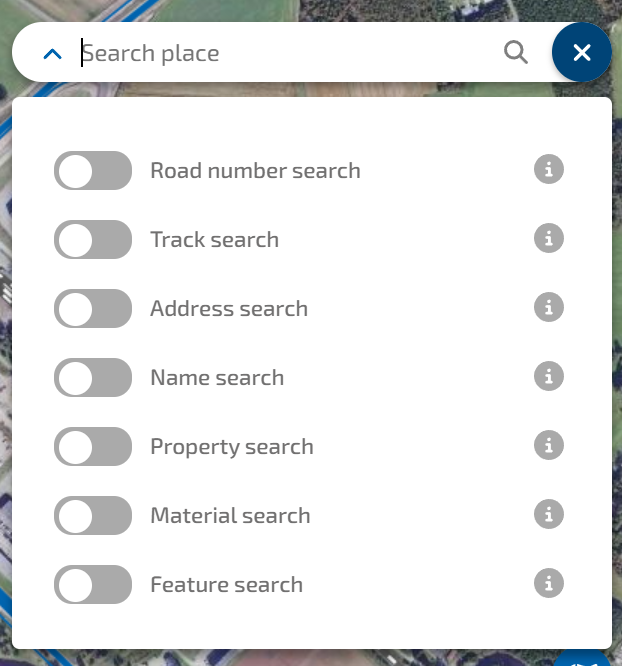 Search place
Road number search
Track search
Address search
Name search
Property search
Material search
Feature search